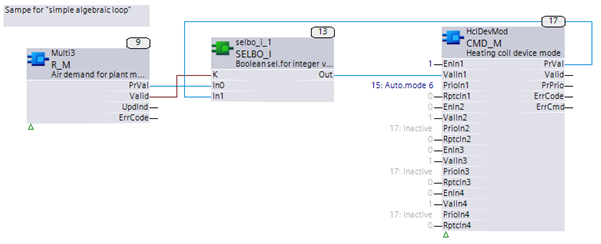 Sampe for "simple algebraic loop"
9
Multi3
R_M
Air demand for plant m...
PrVal
Valid
UpdInd
ErrCode
13
selbo_i_1
SELBO_I
Boolean sel.for integer v...
K
Out
In0
In1
17
HclDevMod
CMD_M
Heating coil device mode
1 EnIn1 PrVal
ValIn1 Valid
15: Auto.mode 6 PrioIn1 PrPrio
0 RptcIn1 ErrCode
0 EnIn2 ErrCmd
1 ValIn2
17: Inactive PrioIn2
0 RptcIn2
0 EnIn3
1 ValIn3
17: Inactive PrioIn3
0 RptcIn3
0 EnIn4
1 ValIn4
17: Inactive PrioIn4
0 RptcIn4